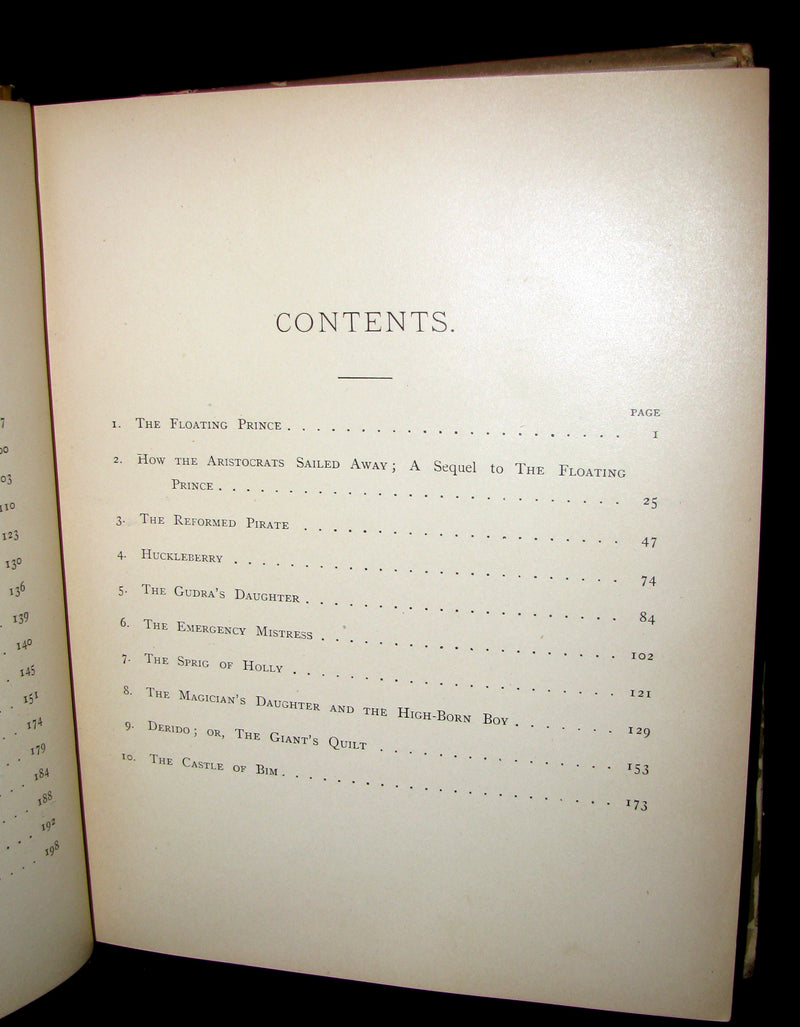 7
00
03
110
123
130
136
139
140
145
151
174
179
184
188
192
198
CONTENTS.
PAGE
1. The Floating Prince . . . . . . . . . . . . . . . . . . . . . . . 1
2. How the Aristocrats Sailed Away; A Sequel to The Floating
Prince . . . . . . . . . . . . . . . . . . . . . . . . . . . . 25
3. The Reformed Pirate . . . . . . . . . . . . . . . . . . . . . . 47
4. Huckleberry . . . . . . . . . . . . . . . . . . . . . . . . . . 74
5. The Gudra's Daughter . . . . . . . . . . . . . . . . . . . . . . 84
6. The Emergency Mistress . . . . . . . . . . . . . . . . . . . . . 102
7. The Sprig of Holly . . . . . . . . . . . . . . . . . . . . . . . 121
8. The Magician's Daughter and the High-Born Boy . . . . . . . 129
9. Derido; or, The Giant's Quilt . . . . . . . . . . . . . . . . . 153
10. The Castle of Bim . . . . . . . . . . . . . . . . . . . . . . . 173